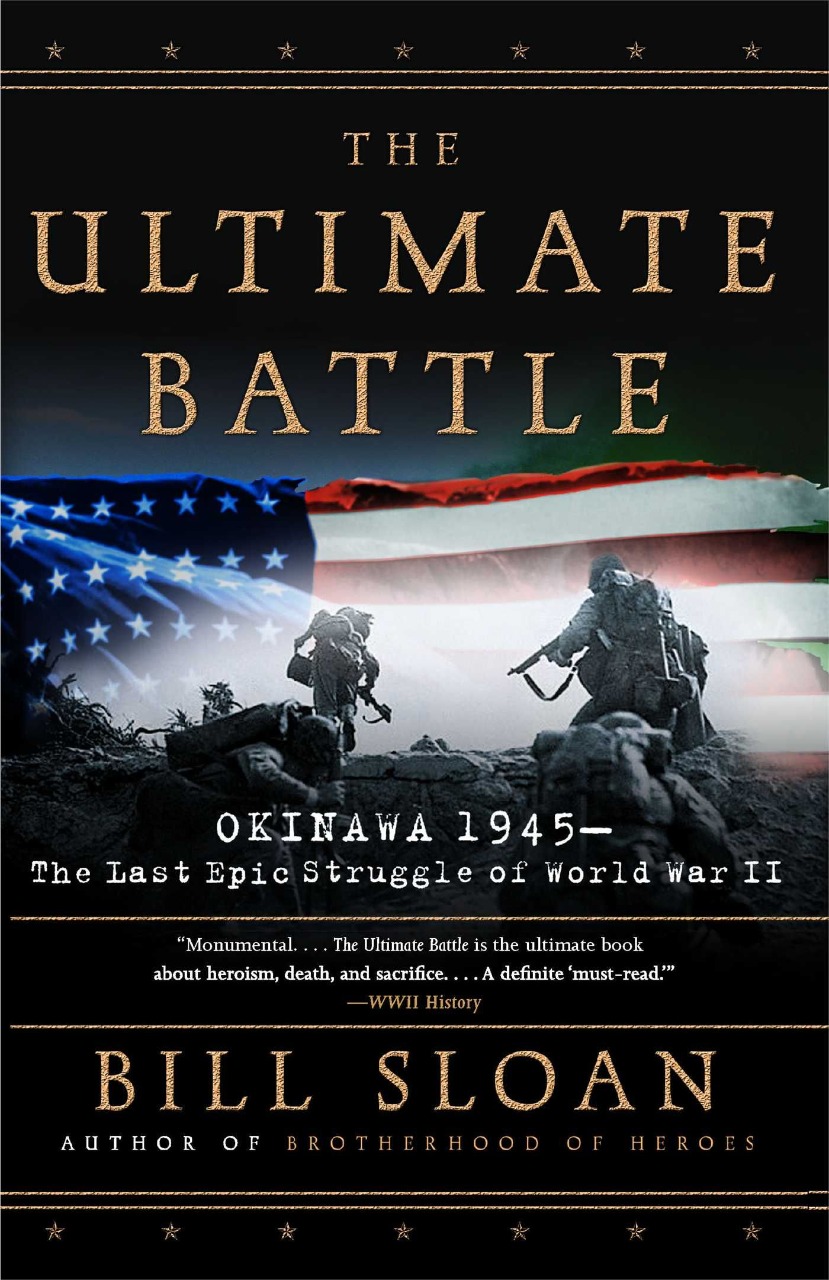 THE
ULTIMATE
BATTLE
OKINAWA 1945—
The Last Epic Struggle of World War II
“Monumental. . . . The Ultimate Battle is the ultimate book
about heroism, death, and sacrifice. . . . A definite ‘must-read.’”
—WWII History
BILL SLOAN
AUTHOR OF BROTHERHOOD OF HEROES